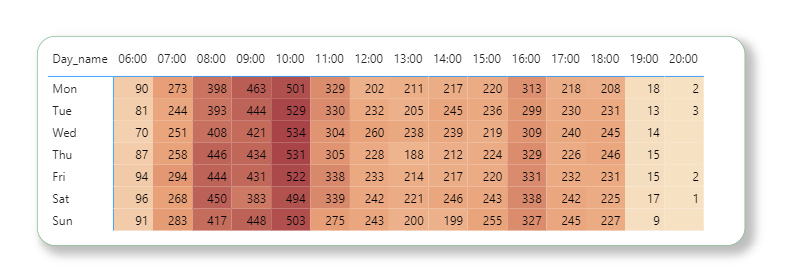 Day_name 06:00 07:00 08:00 09:00 10:00 11:00 12:00 13:00 14:00 15:00 16:00 17:00 18:00 19:00 20:00
Mon 90 273 398 463 501 329 202 211 217 220 313 218 208 18 2
Tue 81 244 393 444 529 330 232 205 245 236 299 230 231 13 3
Wed 70 251 408 421 534 304 260 238 239 219 309 240 245 14
Thu 87 258 446 434 531 305 228 188 212 224 329 226 246 15
Fri 94 294 444 431 522 338 233 214 217 220 331 232 231 15 2
Sat 96 268 450 383 494 339 242 221 246 243 338 242 225 17 1
Sun 91 283 417 448 503 275 243 200 199 255 327 245 227 9